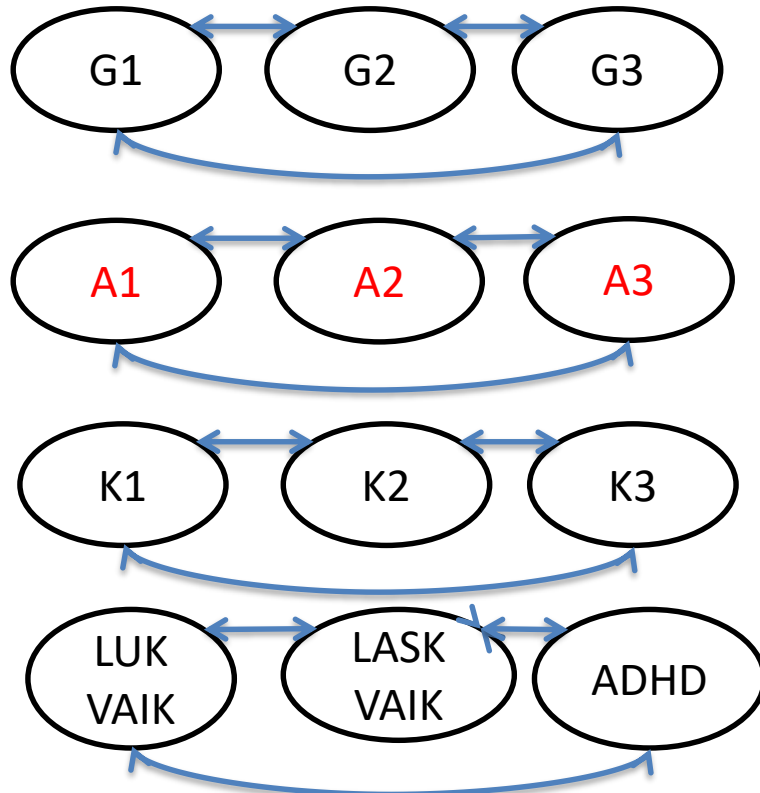 G1 G2 G3
A1 A2 A3
K1 K2 K3
LUK VAIK
LASK VAIK
ADHD